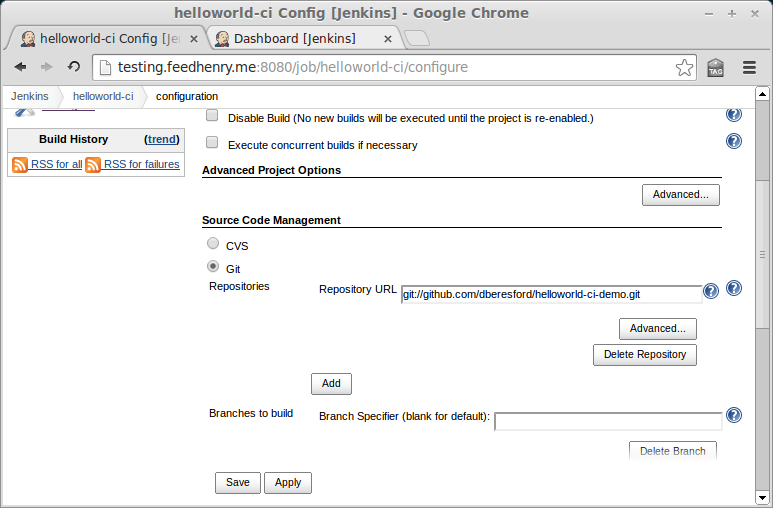 helloworld-ci Config [Jenkins] - Google Chrome
helloworld-ci Config [Je
Dashboard [Jenkins]
testing.feedhenry.me:8080/job/helloworld-ci/configure
TAG
Jenkins helloworld-ci configuration
Disable Build (No new builds will be executed until the project is re-enabled.)
Build History (trend)
Execute concurrent builds if necessary
RSS for all RSS for failures
Advanced Project Options
Advanced...
Source Code Management
CVS
Git
Repositories
Repository URL git://github.com/dberesford/helloworld-ci-demo.git
Advanced...
Delete Repository
Add
Branches to build Branch Specifier (blank for default):
Delete Branch
Save Apply